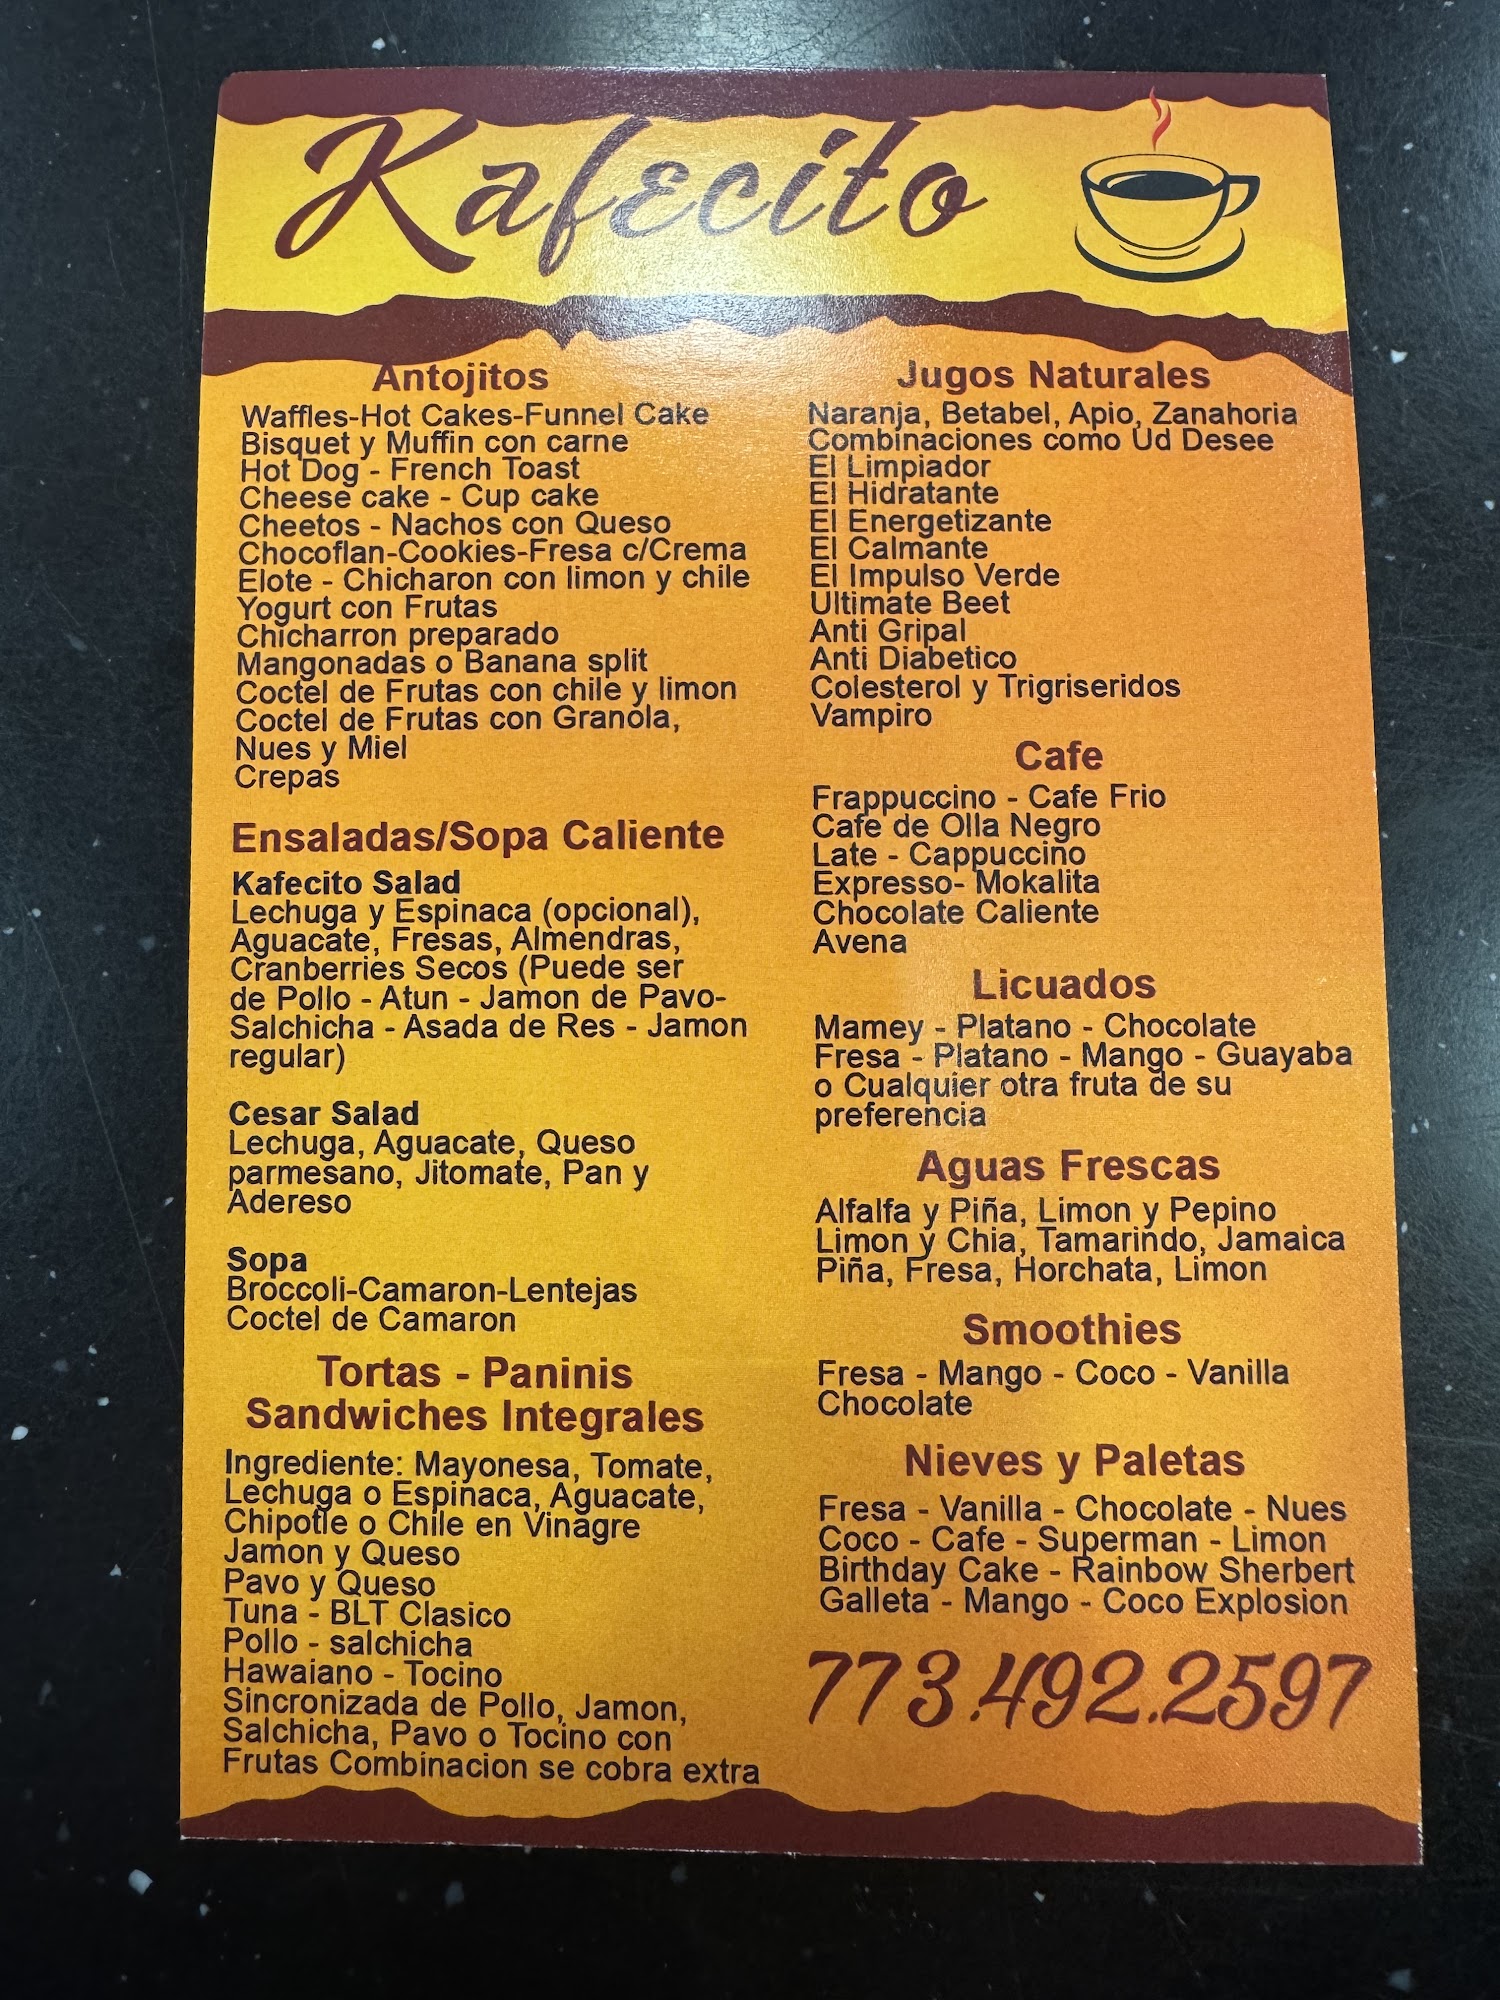 Kafecito
Antojitos
Waffles-Hot Cakes-Funnel Cake
Bisquet y Muffin con carne
Hot Dog - French Toast
Cheese cake - Cup cake
Cheetos - Nachos con Queso
Chocoflan-Cookies-Fresa c/Crema
Elote - Chicharon con limon y chile
Yogurt con Frutas
Chicharron preparado
Mangonadas o Banana split
Coctel de Frutas con chile y limon
Coctel de Frutas con Granola,
Nues y Miel
Crepas
Ensaladas/Sopa Caliente
Kafecito Salad
Lechuga y Espinaca (opcional),
Aguacate, Fresas, Almendras,
Cranberries Secos (Puede ser
de Pollo - Atun - Jamon de Pavo-
Salchicha - Asada de Res - Jamon
regular)
Cesar Salad
Lechuga, Aguacate, Queso
parmesano, Jitomate, Pan y
Adereso
Sopa
Broccoli-Camaron-Lentejas
Coctel de Camaron
Tortas - Paninis
Sandwiches Integrales
Ingrediente: Mayonesa, Tomate,
Lechuga o Espinaca, Aguacate,
Chipotle o Chile en Vinagre
Jamon y Queso
Pavo y Queso
Tuna - BLT Clasico
Pollo - salchicha
Hawaiano - Tocino
Sincronizada de Pollo, Jamon,
Salchicha, Pavo o Tocino con
Frutas Combinacion se cobra extra
Jugos Naturales
Naranja, Betabel, Apio, Zanahoria
Combinaciones como Ud Desee
El Limpiador
El Hidratante
El Energetizante
El Calmante
El Impulso Verde
Ultimate Beet
Anti Gripal
Anti Diabetico
Colesterol y Trigriseridos
Vampiro
Cafe
Frappuccino - Cafe Frio
Cafe de Olla Negro
Late - Cappuccino
Expresso- Mokalita
Chocolate Caliente
Avena
Licuados
Mamey - Platano - Chocolate
Fresa - Platano - Mango - Guayaba
o Cualquier otra fruta de su
preferencia
Aguas Frescas
Alfalfa y Piña, Limon y Pepino
Limon y Chia, Tamarindo, Jamaica
Piña, Fresa, Horchata, Limon
Smoothies
Fresa - Mango - Coco - Vanilla
Chocolate
Nieves y Paletas
Fresa - Vanilla - Chocolate - Nues
Coco - Cafe - Superman - Limon
Birthday Cake - Rainbow Sherbert
Galleta - Mango - Coco Explosion
773.492.2597